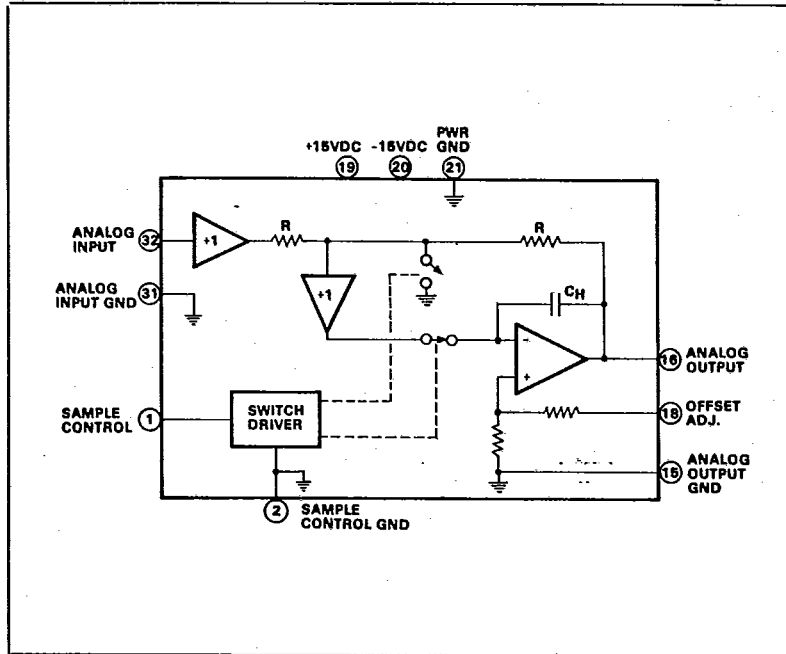 +15VDC -15VDC PWR GND
19 20 21
ANALOG INPUT 32
+1
R
R
ANALOG INPUT GND 31
+1
CH
-
+
16 ANALOG OUTPUT
SAMPLE CONTROL 1
SWITCH DRIVER
18 OFFSET ADJ.
15 ANALOG OUTPUT GND
2 SAMPLE CONTROL GND